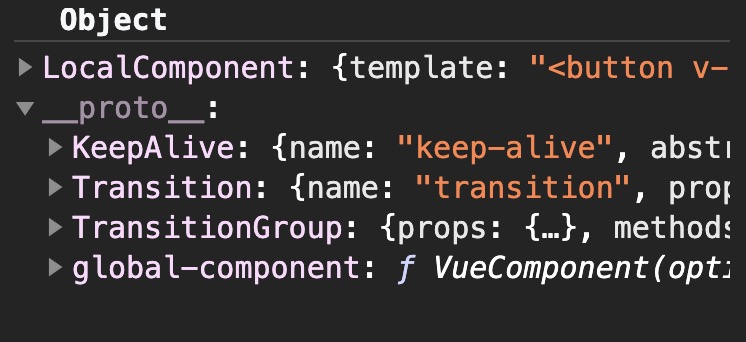 Object
LocalComponent: {template: "<button v-
__proto__:
KeepAlive: {name: "keep-alive", abstr
Transition: {name: "transition", prop
TransitionGroup: {props: {…}, methods
global-component: ƒ VueComponent(opti